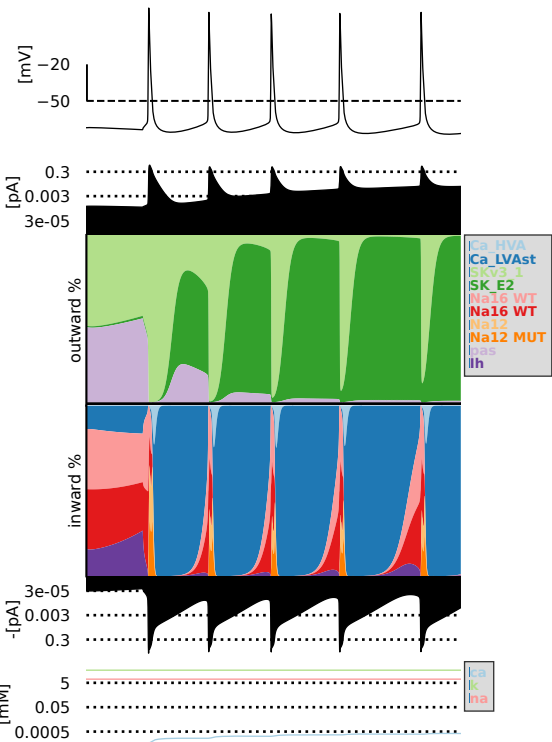 [mV]
−20
−50
[pA]
0.3
0.003
3e-05
outward %
Ca_HVA
Ca_LVAst
SKv3_1
SK_E2
Na16 WT
Na16 WT
Na12
Na12 MUT
pas
Ih
inward %
-[pA]
3e-05
0.003
0.3
[mM]
5
0.05
0.0005
ca
k
na